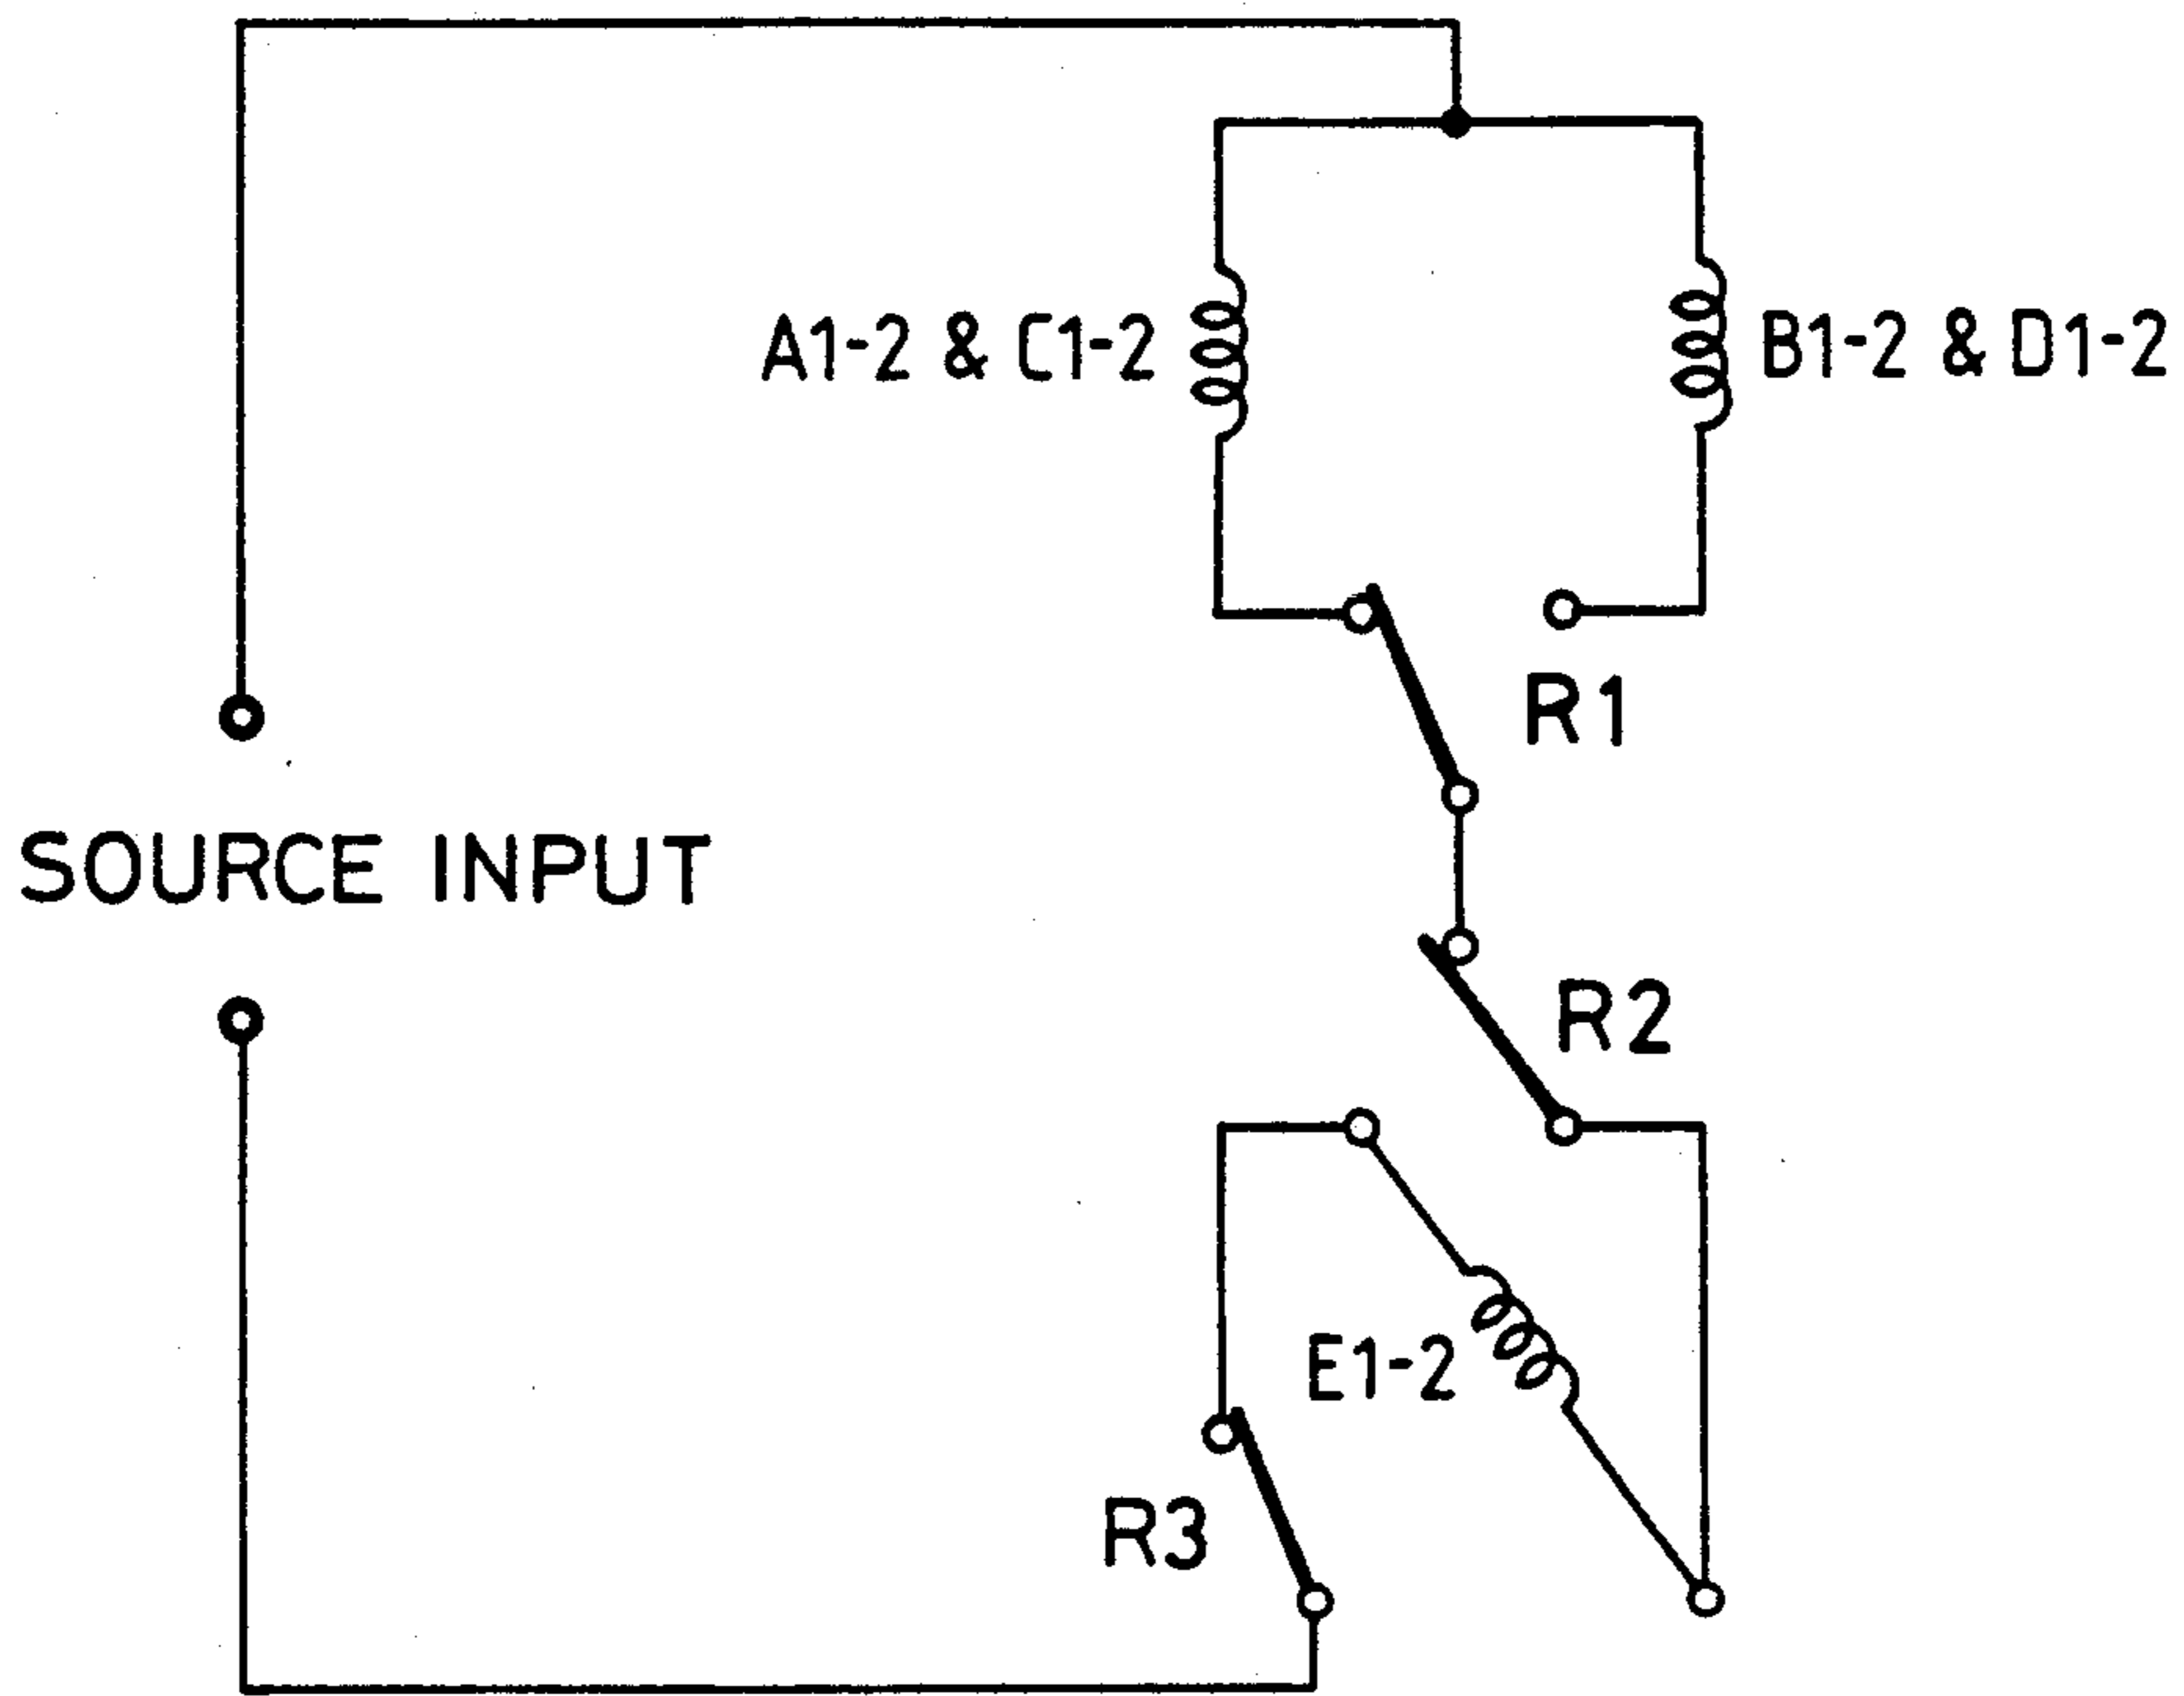 A1-2 & C1-2
B1-2 & D1-2
R1
SOURCE INPUT
R2
E1-2
R3